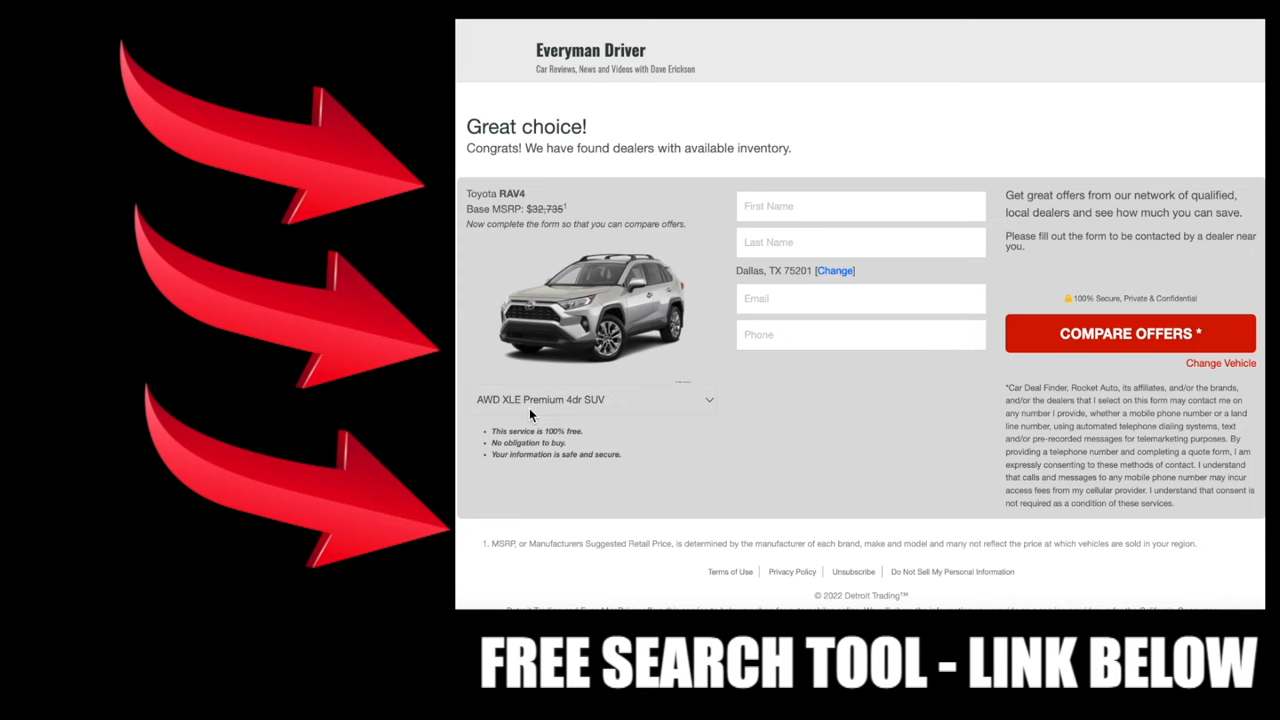 Everyman Driver
Car Reviews, News and Videos with Dave Erickson
Great choice!
Congrats! We have found dealers with available inventory.
Toyota RAV4
Base MSRP: $32,735¹
Now complete the form so that you can compare offers.
AWD XLE Premium 4dr SUV
• This service is 100% free.
• No obligation to buy.
• Your information is safe and secure.
First Name
Last Name
Dallas, TX 75201 [Change]
Email
Phone
Get great offers from our network of qualified,
local dealers and see how much you can save.
Please fill out the form to be contacted by a dealer near
you.
100% Secure, Private & Confidential
COMPARE OFFERS *
Change Vehicle
*Car Deal Finder, Rocket Auto, its affiliates, and/or the brands,
and/or the dealers that I select on this form may contact me on
any number I provide, whether a mobile phone number or a land
line number, using automated telephone dialing systems, text
and/or pre-recorded messages for telemarketing purposes. By
providing a telephone number and completing a quote form, I am
expressly consenting to these methods of contact. I understand
that calls and messages to any mobile phone number may incur
access fees from my cellular provider. I understand that consent is
not required as a condition of these services.
1. MSRP, or Manufacturers Suggested Retail Price, is determined by the manufacturer of each brand, make and model and many not reflect the price at which vehicles are sold in your region.
Terms of Use | Privacy Policy | Unsubscribe | Do Not Sell My Personal Information
© 2022 Detroit Trading™
FREE SEARCH TOOL - LINK BELOW